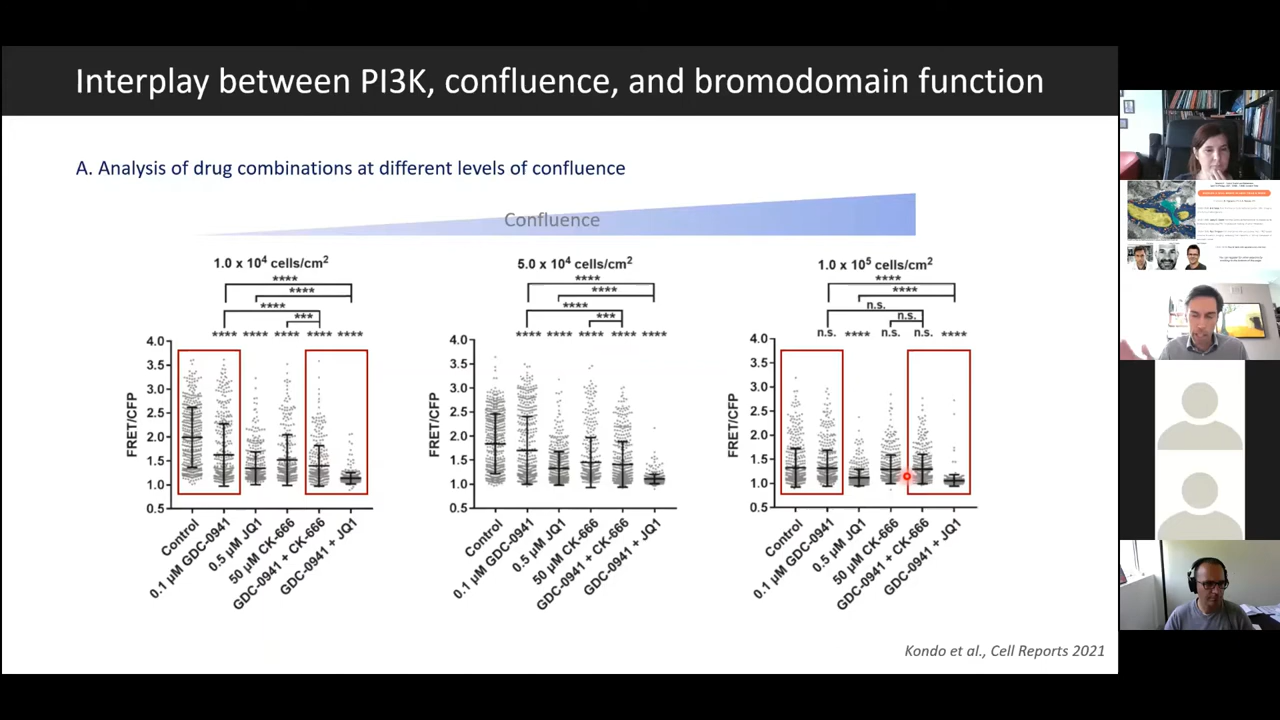 Interplay between PI3K, confluence, and bromodomain function
A. Analysis of drug combinations at different levels of confluence
Confluence
1.0 x 10⁴ cells/cm²
****
****
****
***
**** **** **** **** ****
FRET/CFP
4.0
3.5
3.0
2.5
2.0
1.5
1.0
0.5
Control
0.1 µM GDC-0941
0.5 µM JQ1
50 µM CK-666
GDC-0941 + CK-666
GDC-0941 + JQ1
5.0 x 10⁴ cells/cm²
****
****
****
***
**** **** **** **** ****
FRET/CFP
4.0
3.5
3.0
2.5
2.0
1.5
1.0
0.5
Control
0.1 µM GDC-0941
0.5 µM JQ1
50 µM CK-666
GDC-0941 + CK-666
GDC-0941 + JQ1
1.0 x 10⁵ cells/cm²
****
****
n.s.
n.s.
n.s. **** n.s. n.s. ****
FRET/CFP
4.0
3.5
3.0
2.5
2.0
1.5
1.0
0.5
Control
0.1 µM GDC-0941
0.5 µM JQ1
50 µM CK-666
GDC-0941 + CK-666
GDC-0941 + JQ1
Kondo et al., Cell Reports 2021